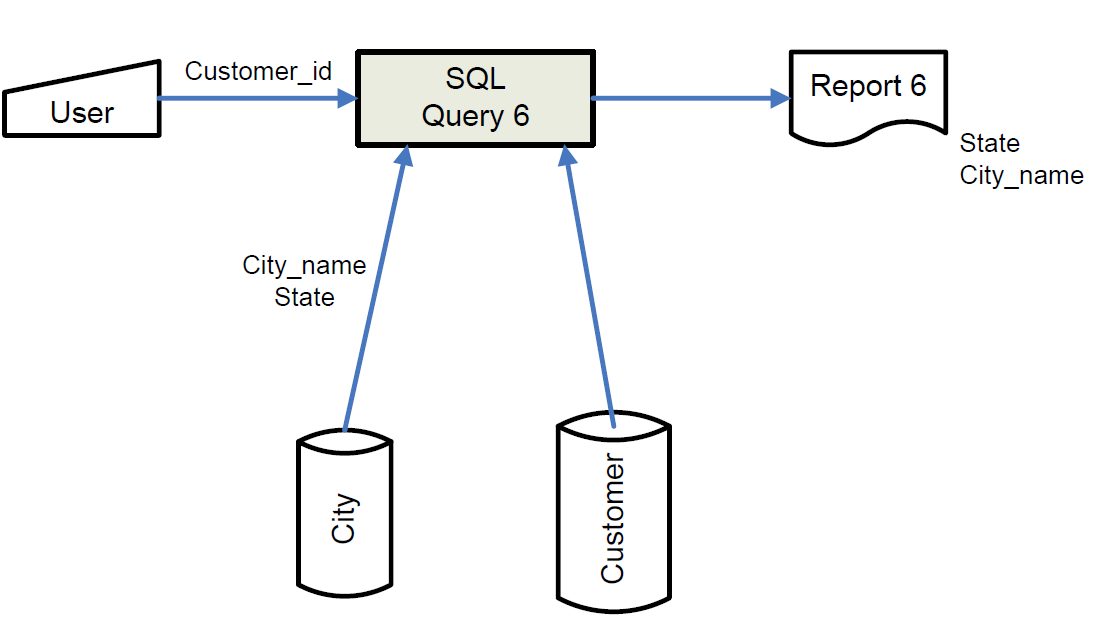 User
Customer_id
SQL
Query 6
Report 6
State
City_name
City_name
State
City
Customer